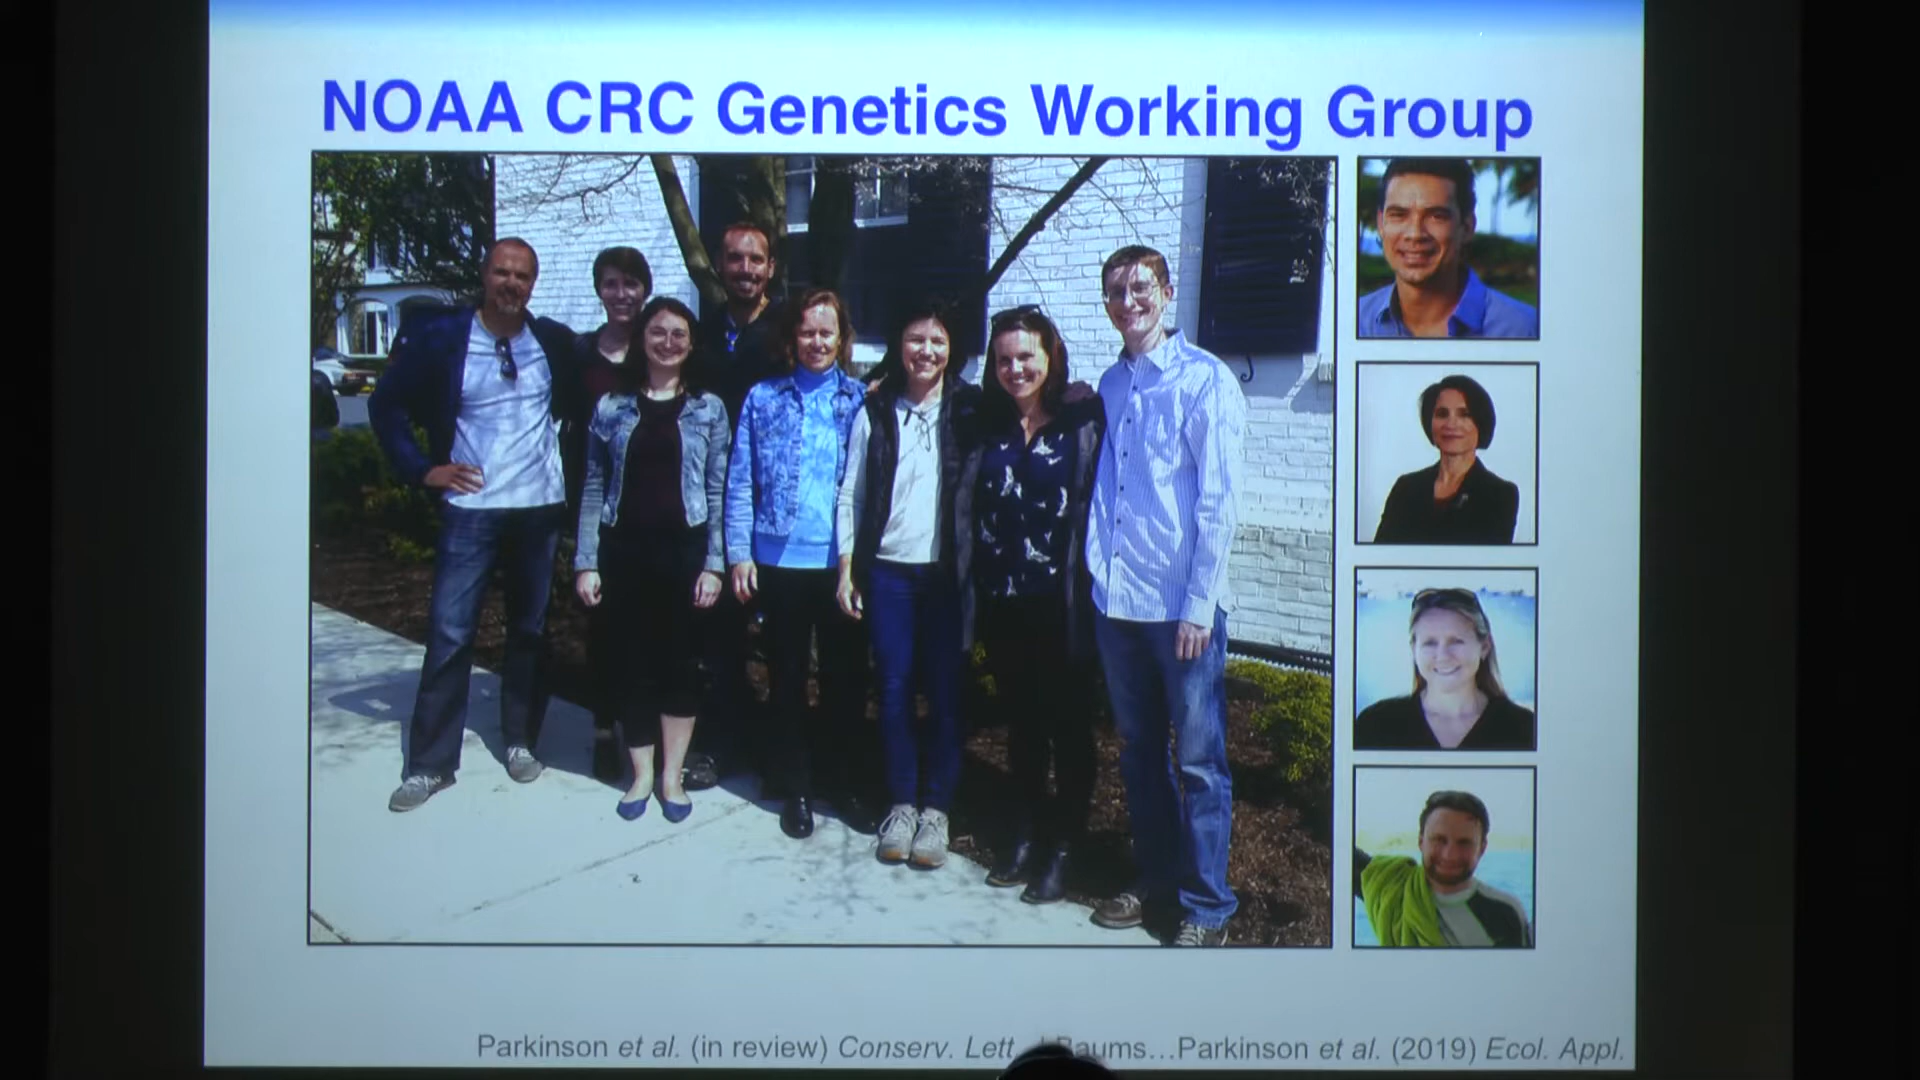 NOAA CRC Genetics Working Group
Parkinson et al. (in review) Conserv. Lett. Baums…Parkinson et al. (2019) Ecol. Appl.